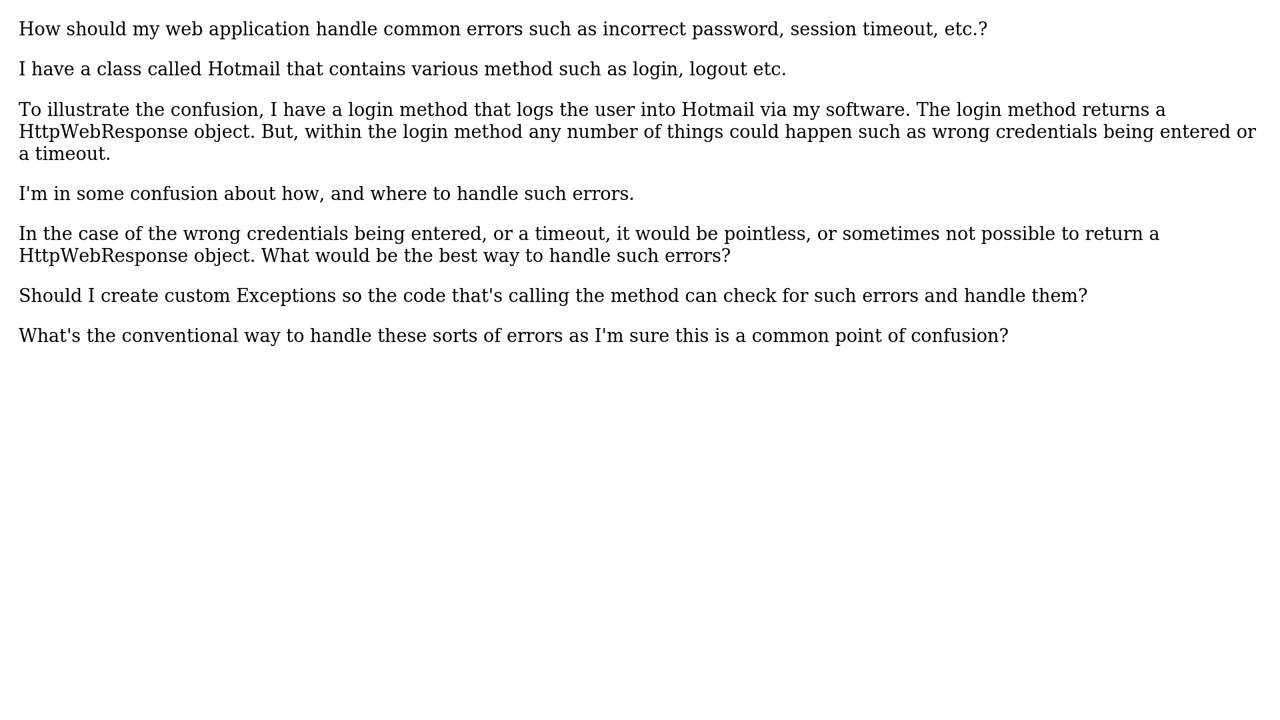 How should my web application handle common errors such as incorrect password, session timeout, etc.?
I have a class called Hotmail that contains various method such as login, logout etc.
To illustrate the confusion, I have a login method that logs the user into Hotmail via my software. The login method returns a
HttpWebResponse object. But, within the login method any number of things could happen such as wrong credentials being entered or
a timeout.
I'm in some confusion about how, and where to handle such errors.
In the case of the wrong credentials being entered, or a timeout, it would be pointless, or sometimes not possible to return a
HttpWebResponse object. What would be the best way to handle such errors?
Should I create custom Exceptions so the code that's calling the method can check for such errors and handle them?
What's the conventional way to handle these sorts of errors as I'm sure this is a common point of confusion?